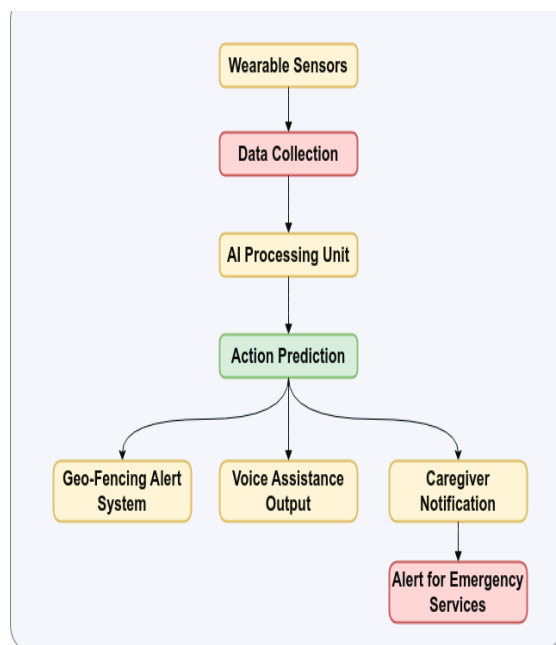 Wearable Sensors
Data Collection
AI Processing Unit
Action Prediction
Geo-Fencing Alert
System
Voice Assistance
Output
Caregiver
Notification
Alert for Emergency
Services